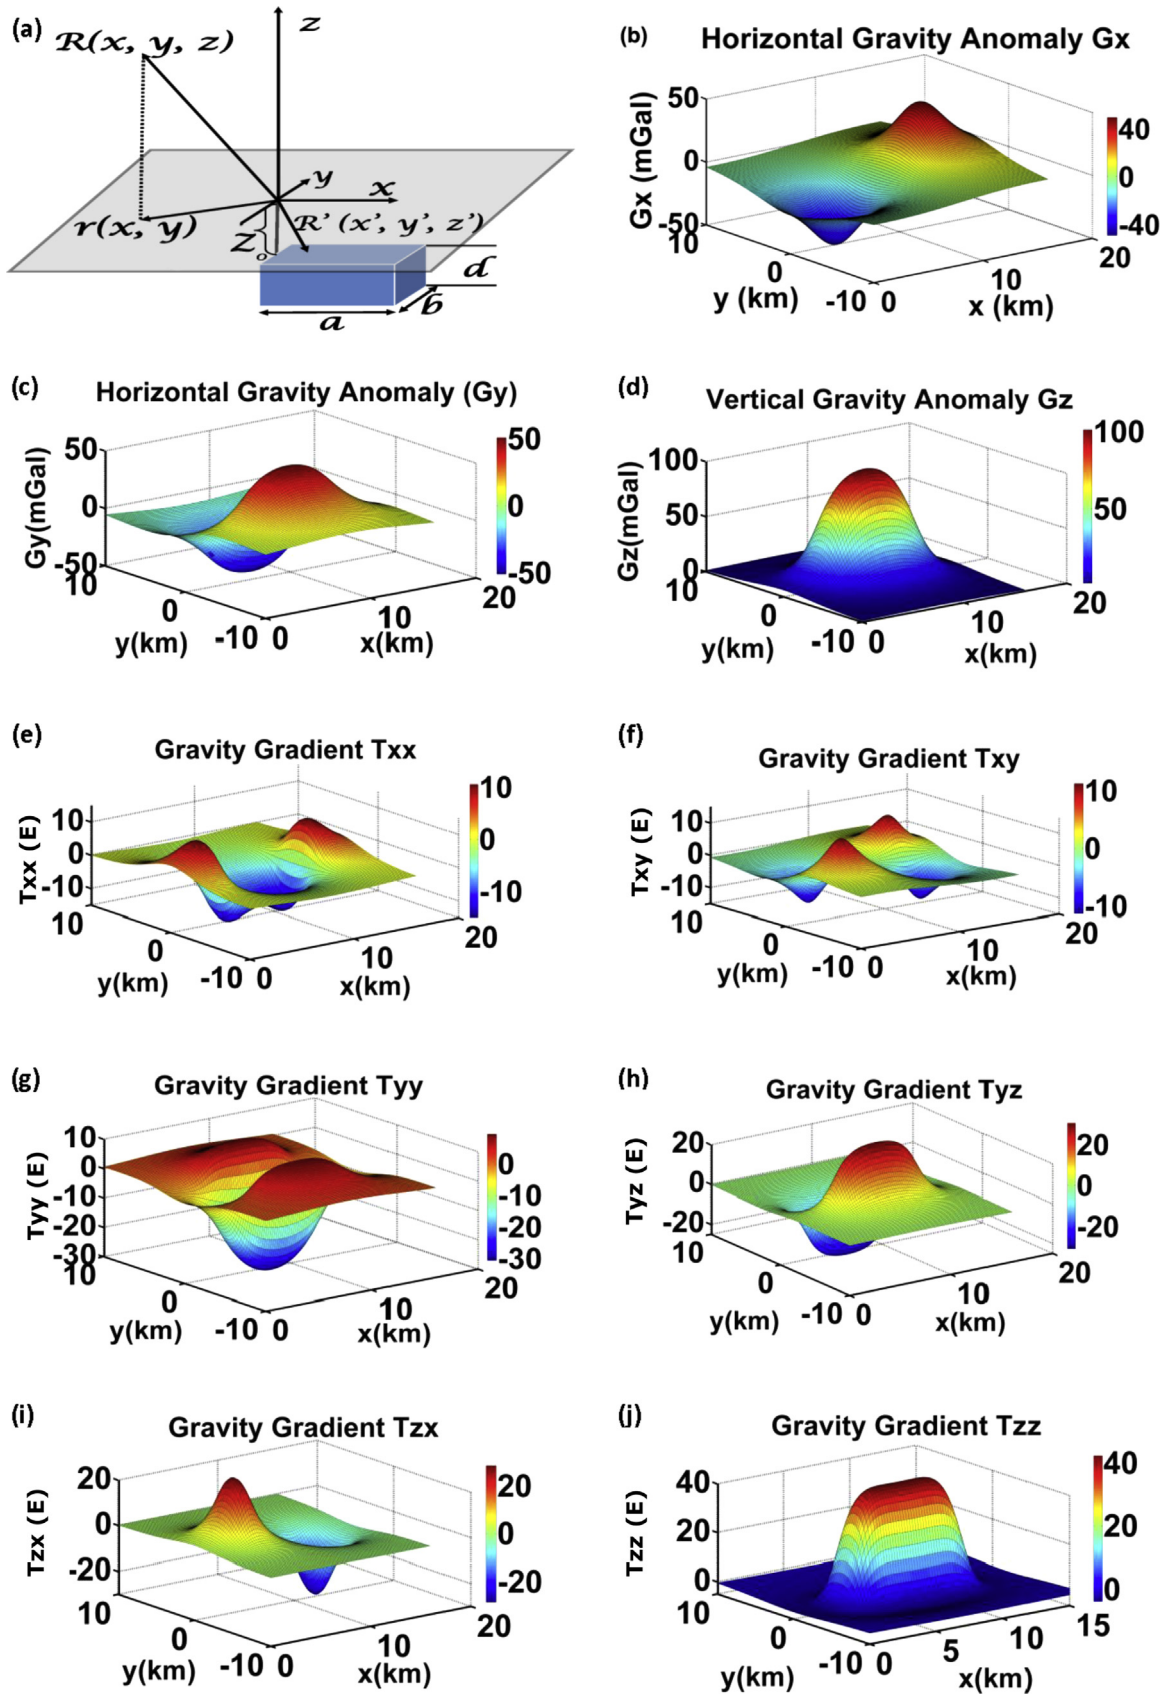 (a)
z
R(x, y, z)
y
x
r(x, y)
R'(x', y', z')
Zo
d
b
a
(b) Horizontal Gravity Anomaly Gx
Gx (mGal)
50
0
-50
10
0
-10
y (km)
0
10
20
x (km)
40
0
-40
(c) Horizontal Gravity Anomaly (Gy)
Gy(mGal)
50
0
-50
10
0
-10
y(km)
0
10
20
x(km)
50
0
-50
(d) Vertical Gravity Anomaly Gz
Gz(mGal)
100
50
0
10
0
-10
y(km)
0
10
20
x(km)
100
50
(e) Gravity Gradient Txx
Txx (E)
10
0
-10
10
0
-10
y(km)
0
10
20
x(km)
10
0
-10
(f) Gravity Gradient Txy
Txy (E)
10
0
-10
10
0
-10
y(km)
0
10
20
x(km)
10
0
-10
(g) Gravity Gradient Tyy
Tyy (E)
10
0
-10
-20
-30
10
0
-10
y(km)
0
10
20
x(km)
0
-10
-20
-30
(h) Gravity Gradient Tyz
Tyz (E)
20
0
-20
10
0
-10
y(km)
0
10
20
x(km)
20
0
-20
(i) Gravity Gradient Tzx
Tzx (E)
20
0
-20
10
0
-10
y(km)
0
10
20
x(km)
20
0
-20
(j) Gravity Gradient Tzz
Tzz (E)
40
20
0
10
0
-10
y(km)
0
5
10
15
x(km)
40
20
0